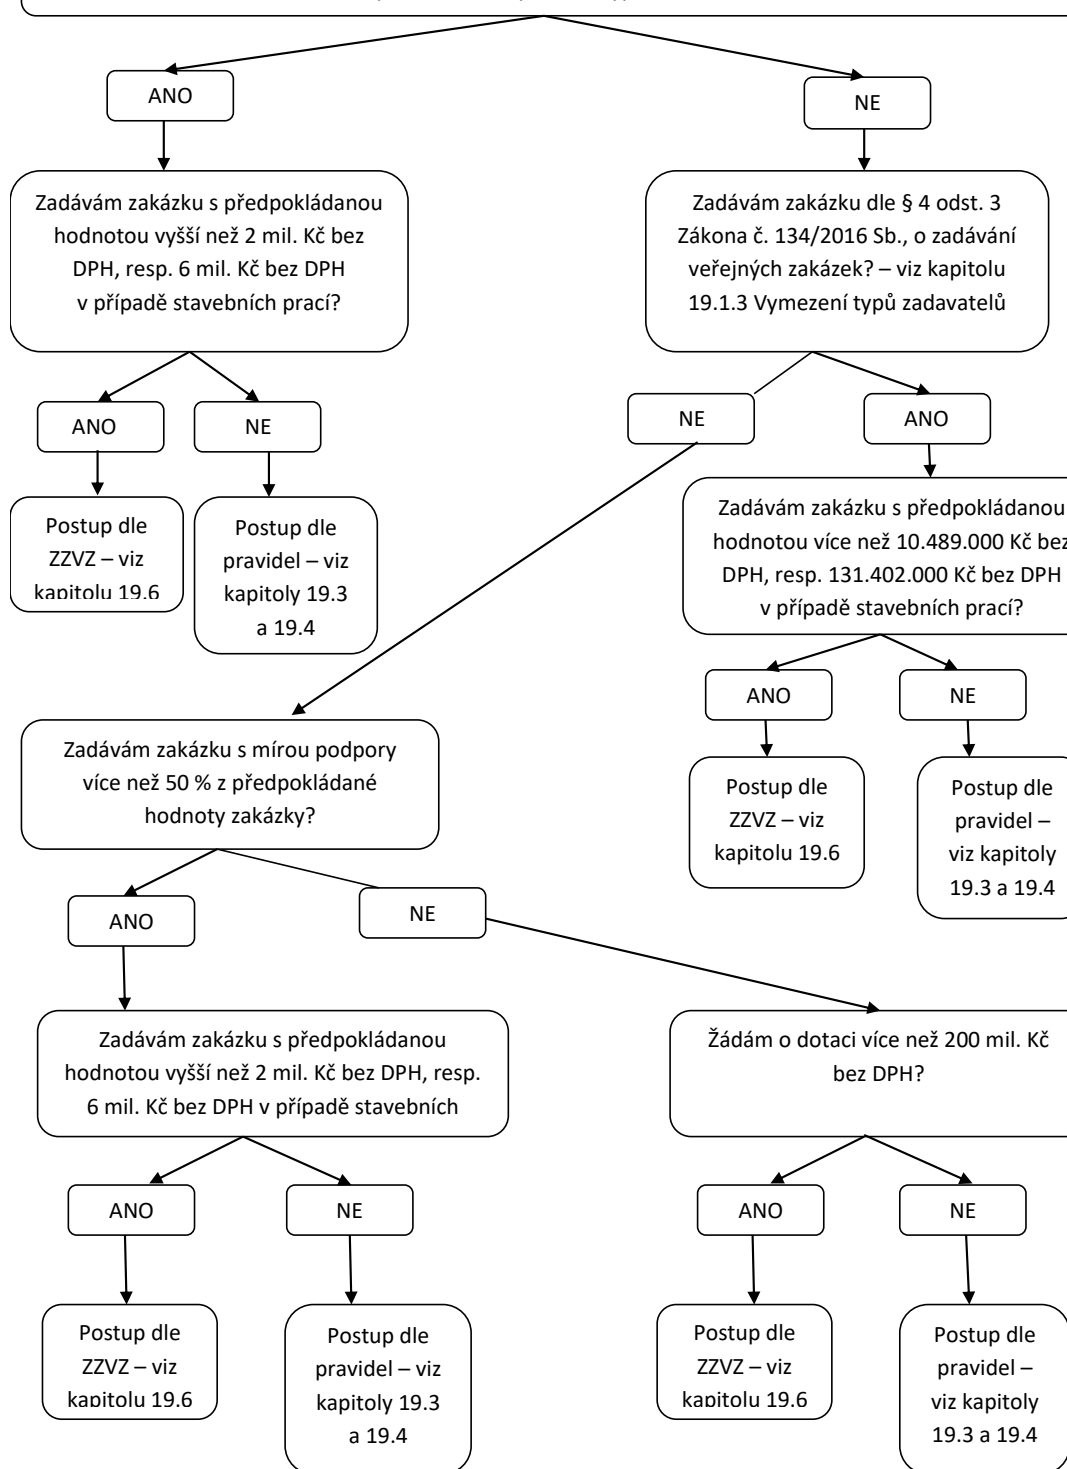 ANO
NE
Zadávám zakázku s předpokládanou
hodnotou vyšší než 2 mil. Kč bez
DPH, resp. 6 mil. Kč bez DPH
v případě stavebních prací?
Zadávám zakázku dle § 4 odst. 3
Zákona č. 134/2016 Sb., o zadávání
veřejných zakázek? – viz kapitolu
19.1.3 Vymezení typů zadavatelů
ANO
NE
NE
ANO
Postup dle
ZZVZ – viz
kapitolu 19.6
Postup dle
pravidel – viz
kapitoly 19.3
a 19.4
Zadávám zakázku s předpokládanou
hodnotou více než 10.489.000 Kč bez
DPH, resp. 131.402.000 Kč bez DPH
v případě stavebních prací?
ANO
NE
Zadávám zakázku s mírou podpory
více než 50 % z předpokládané
hodnoty zakázky?
Postup dle
ZZVZ – viz
kapitolu 19.6
Postup dle
pravidel –
viz kapitoly
19.3 a 19.4
ANO
NE
Zadávám zakázku s předpokládanou
hodnotou vyšší než 2 mil. Kč bez DPH, resp.
6 mil. Kč bez DPH v případě stavebních
Žádám o dotaci více než 200 mil. Kč
bez DPH?
ANO
NE
ANO
NE
Postup dle
ZZVZ – viz
kapitolu 19.6
Postup dle
pravidel – viz
kapitoly 19.3
a 19.4
Postup dle
ZZVZ – viz
kapitolu 19.6
Postup dle
pravidel –
viz kapitoly
19.3 a 19.4